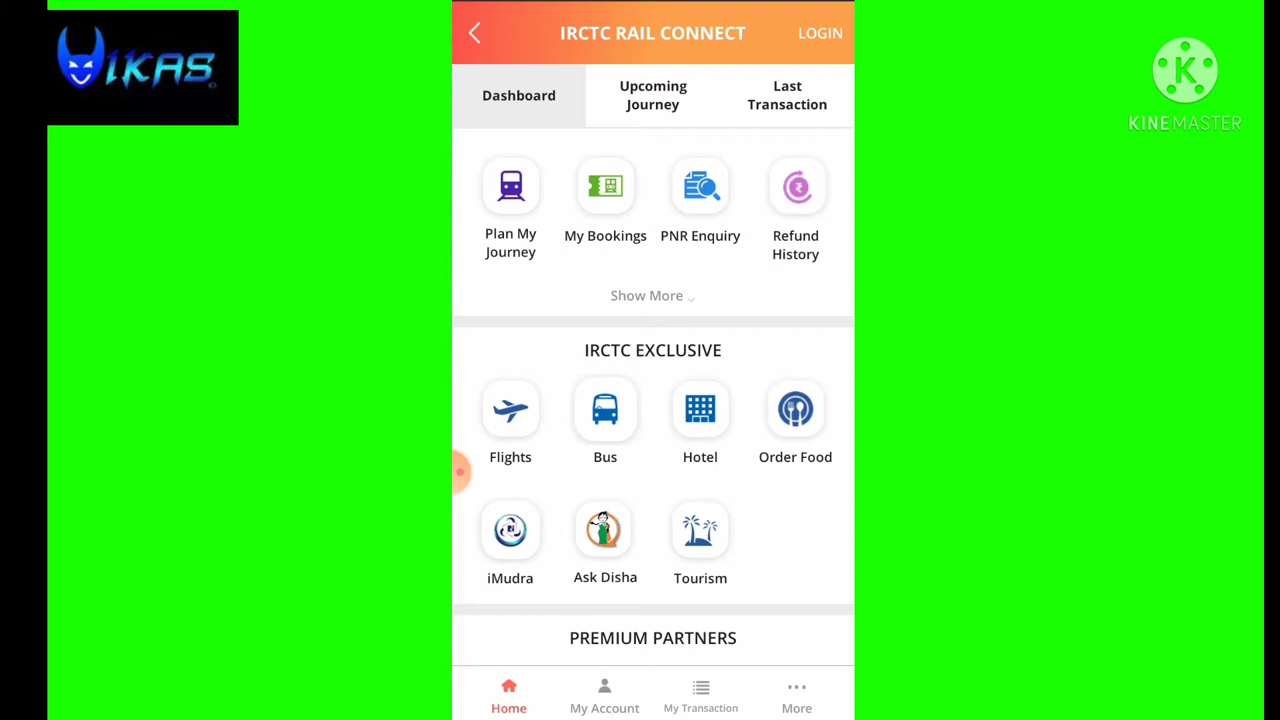 VIKAS
K
KINEMASTER
IRCTC RAIL CONNECT
LOGIN
Dashboard
Upcoming
Journey
Last
Transaction
Plan My
Journey
My Bookings
PNR Enquiry
Refund
History
Show More
IRCTC EXCLUSIVE
Flights
Bus
Hotel
Order Food
iMudra
Ask Disha
Tourism
PREMIUM PARTNERS
Home
My Account
My Transaction
More